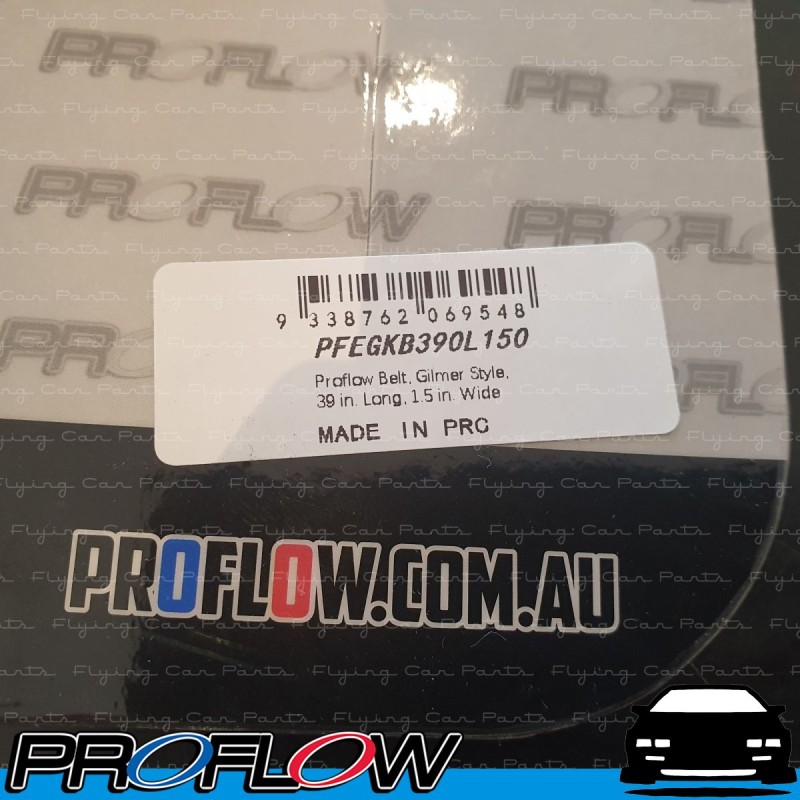 PROFLOW
PROFLOW
PROFLOW
PROFLOW
PROFLOW
9 338762 069548
PFEGKB390L150
Proflow Belt, Gilmer Style,
39 in. Long, 1.5 in. Wide
MADE IN PRC
PROFLOW.COM.AU
PROFLOW
Flying Car Parts